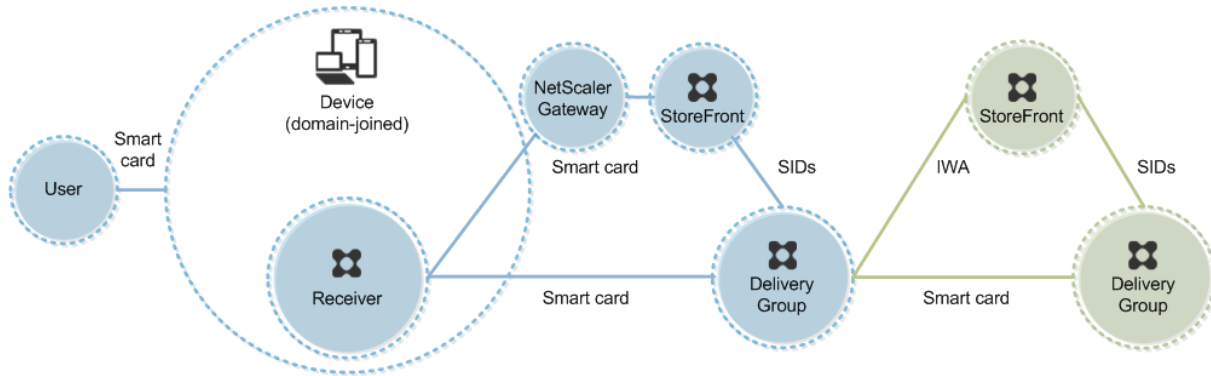 User
Smart
card
Device
(domain-joined)
Receiver
NetScaler
Gateway
StoreFront
Smart card
SIDs
Smart card
Delivery
Group
IWA
StoreFront
SIDs
Smart card
Delivery
Group